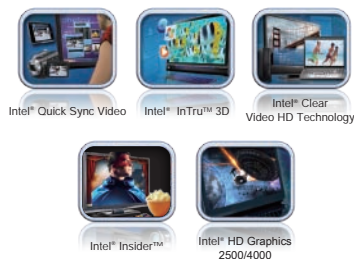 Intel® Quick Sync Video
Intel® InTru™ 3D
Intel® Clear
Video HD Technology
Intel® Insider™
Intel® HD Graphics
2500/4000